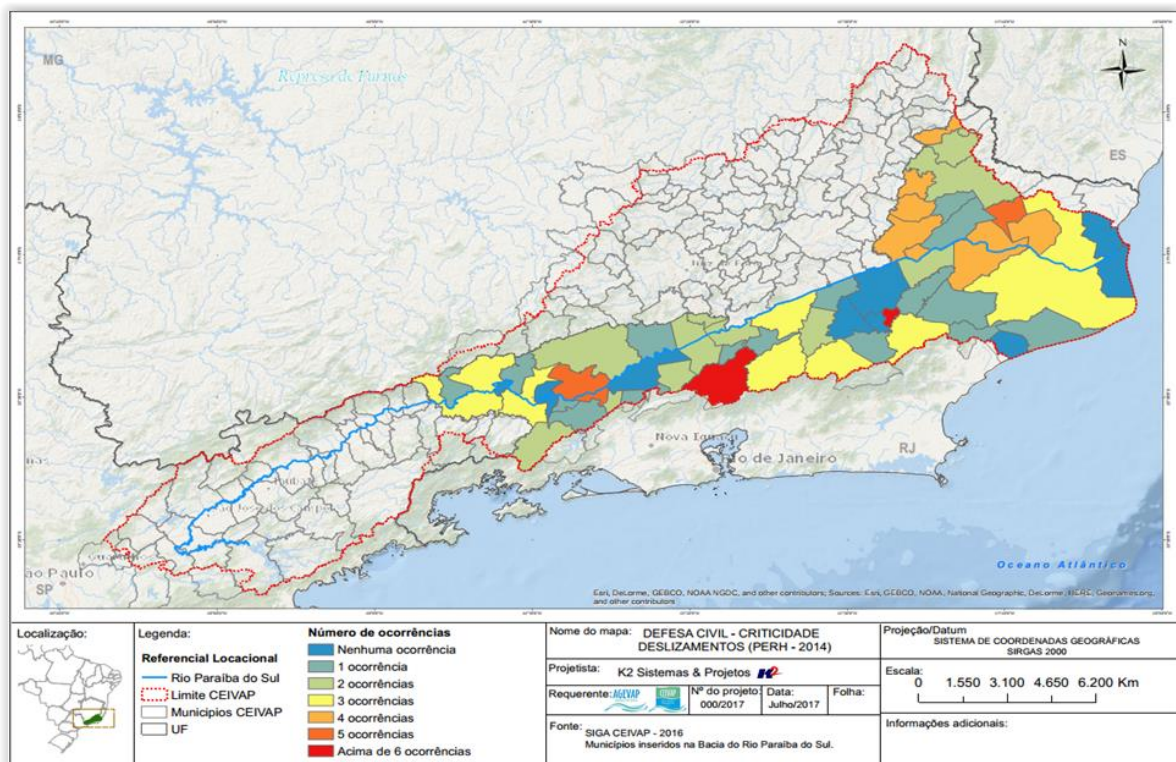 MG
Represa de Furnas
N
ES
Nova Iguaçu
Rio de Janeiro
RJ
São Paulo
SP
Oceano Atlântico
Esri, DeLorme, GEBCO, NOAA NGDC, and other contributors; Sources: Esri, GEBCO, NOAA, National Geographic, DeLorme, HERE, Geonames.org,
and other contributors
Localização:
Legenda:
Referencial Locacional
Rio Paraíba do Sul
Limite CEIVAP
Municípios CEIVAP
UF
Número de ocorrências
Nenhuma ocorrência
1 ocorrência
2 ocorrências
3 ocorrências
4 ocorrências
5 ocorrências
Acima de 6 ocorrências
Nome do mapa: DEFESA CIVIL - CRITICIDADE
DESLIZAMENTOS (PERH - 2014)
Projetista: K2 Sistemas & Projetos K2
Requerente: AGEVAP CEIVAP
Nº do projeto:
000/2017
Data:
Julho/2017
Folha:
Fonte: SIGA CEIVAP - 2016
Municípios inseridos na Bacia do Rio Paraíba do Sul.
Projeção/Datum
SISTEMA DE COORDENADAS GEOGRÁFICAS
SIRGAS 2000
Escala:
0 1.550 3.100 4.650 6.200 Km
Informações adicionais: